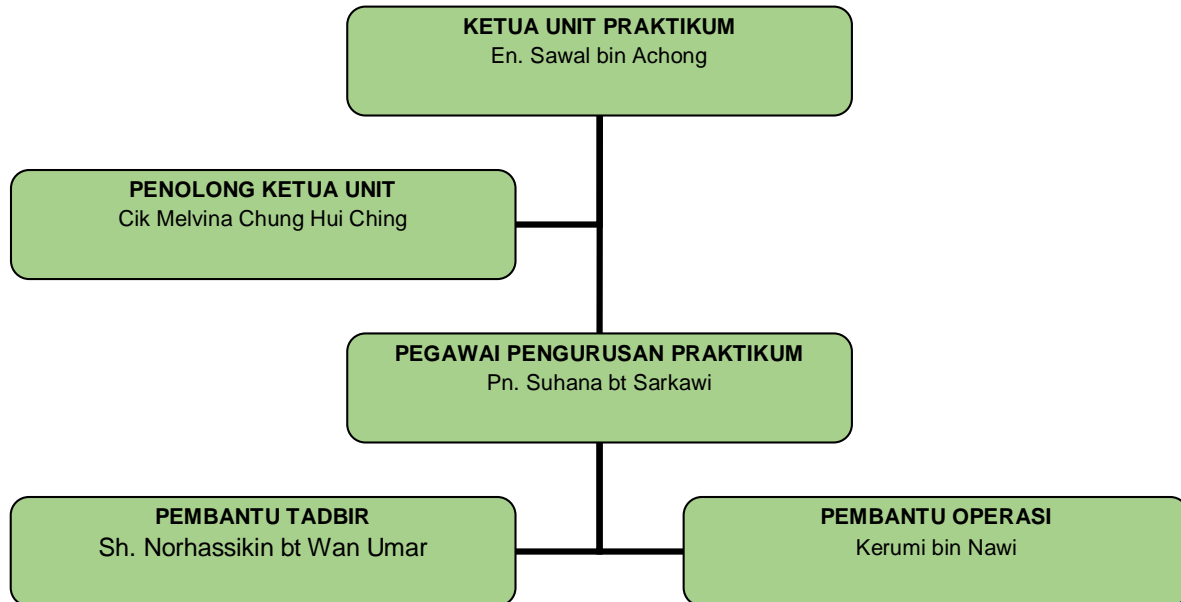 KETUA UNIT PRAKTIKUM
En. Sawal bin Achong
PENOLONG KETUA UNIT
Cik Melvina Chung Hui Ching
PEGAWAI PENGURUSAN PRAKTIKUM
Pn. Suhana bt Sarkawi
PEMBANTU TADBIR
Sh. Norhassikin bt Wan Umar
PEMBANTU OPERASI
Kerumi bin Nawi